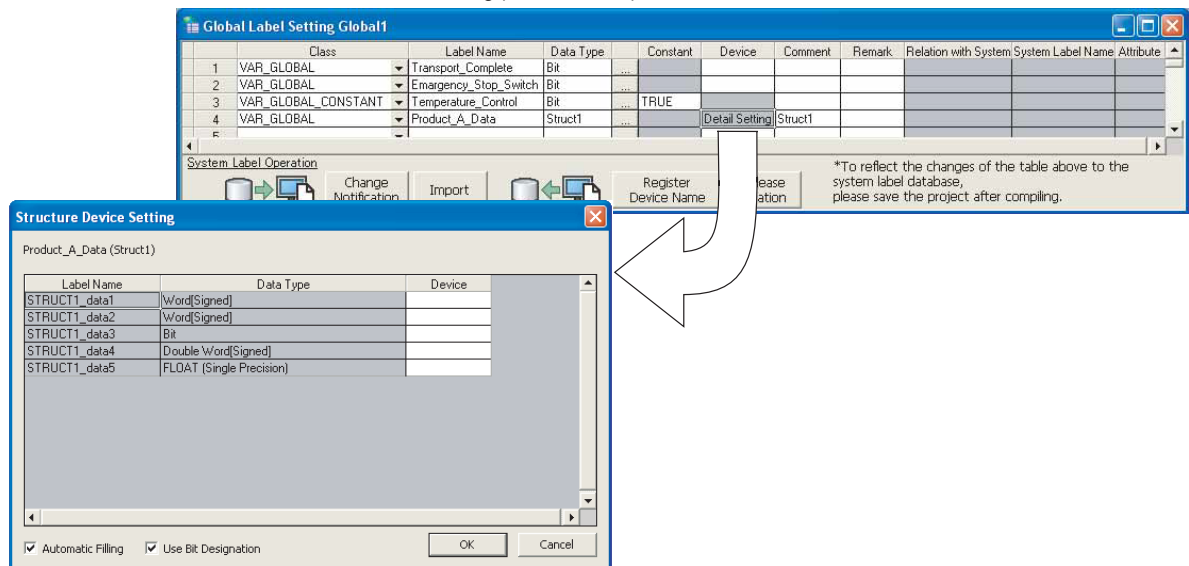 Global Label Setting Global1
Class Label Name Data Type Constant Device Comment Remark Relation with System System Label Name Attribute
1 VAR_GLOBAL Transport_Complete Bit ...
2 VAR_GLOBAL Emargency_Stop_Switch Bit ...
3 VAR_GLOBAL_CONSTANT Temperature_Control Bit ... TRUE
4 VAR_GLOBAL Product_A_Data Struct1 ... Detail Setting Struct1
5
System Label Operation
Change
Notification
Import
Register
Device Name
*To reflect the changes of the table above to the
system label database,
please save the project after compiling.
Structure Device Setting
Product_A_Data (Struct1)
Label Name Data Type Device
STRUCT1_data1 Word[Signed]
STRUCT1_data2 Word[Signed]
STRUCT1_data3 Bit
STRUCT1_data4 Double Word[Signed]
STRUCT1_data5 FLOAT (Single Precision)
Automatic Filling Use Bit Designation OK Cancel